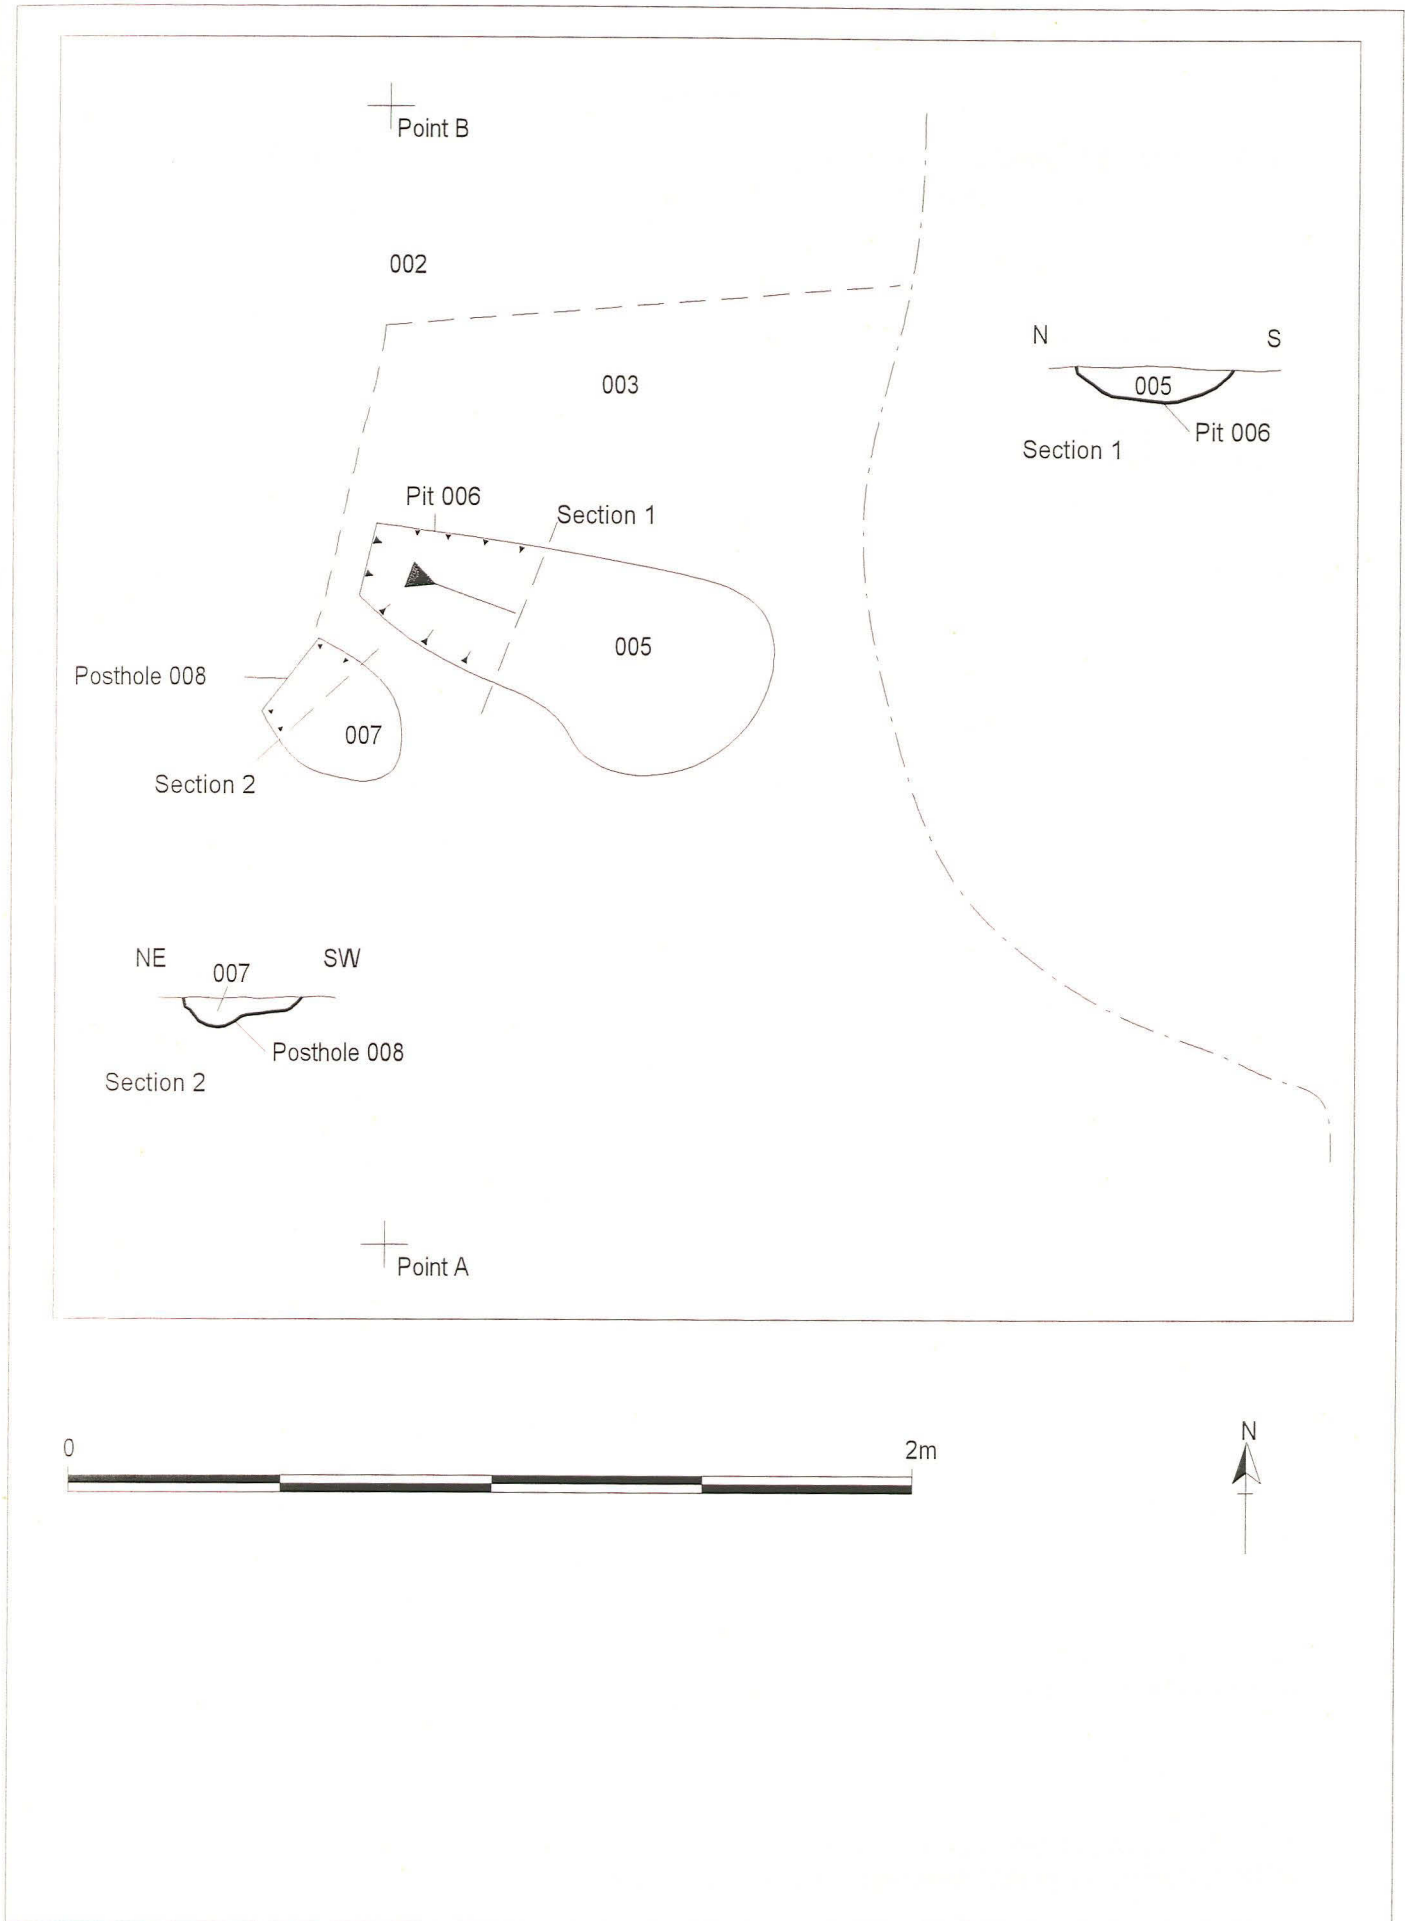 Point B
002
003
N
S
005
Pit 006
Section 1
Pit 006
Section 1
005
Posthole 008
007
Section 2
NE
SW
007
Posthole 008
Section 2
Point A
0
2m
N